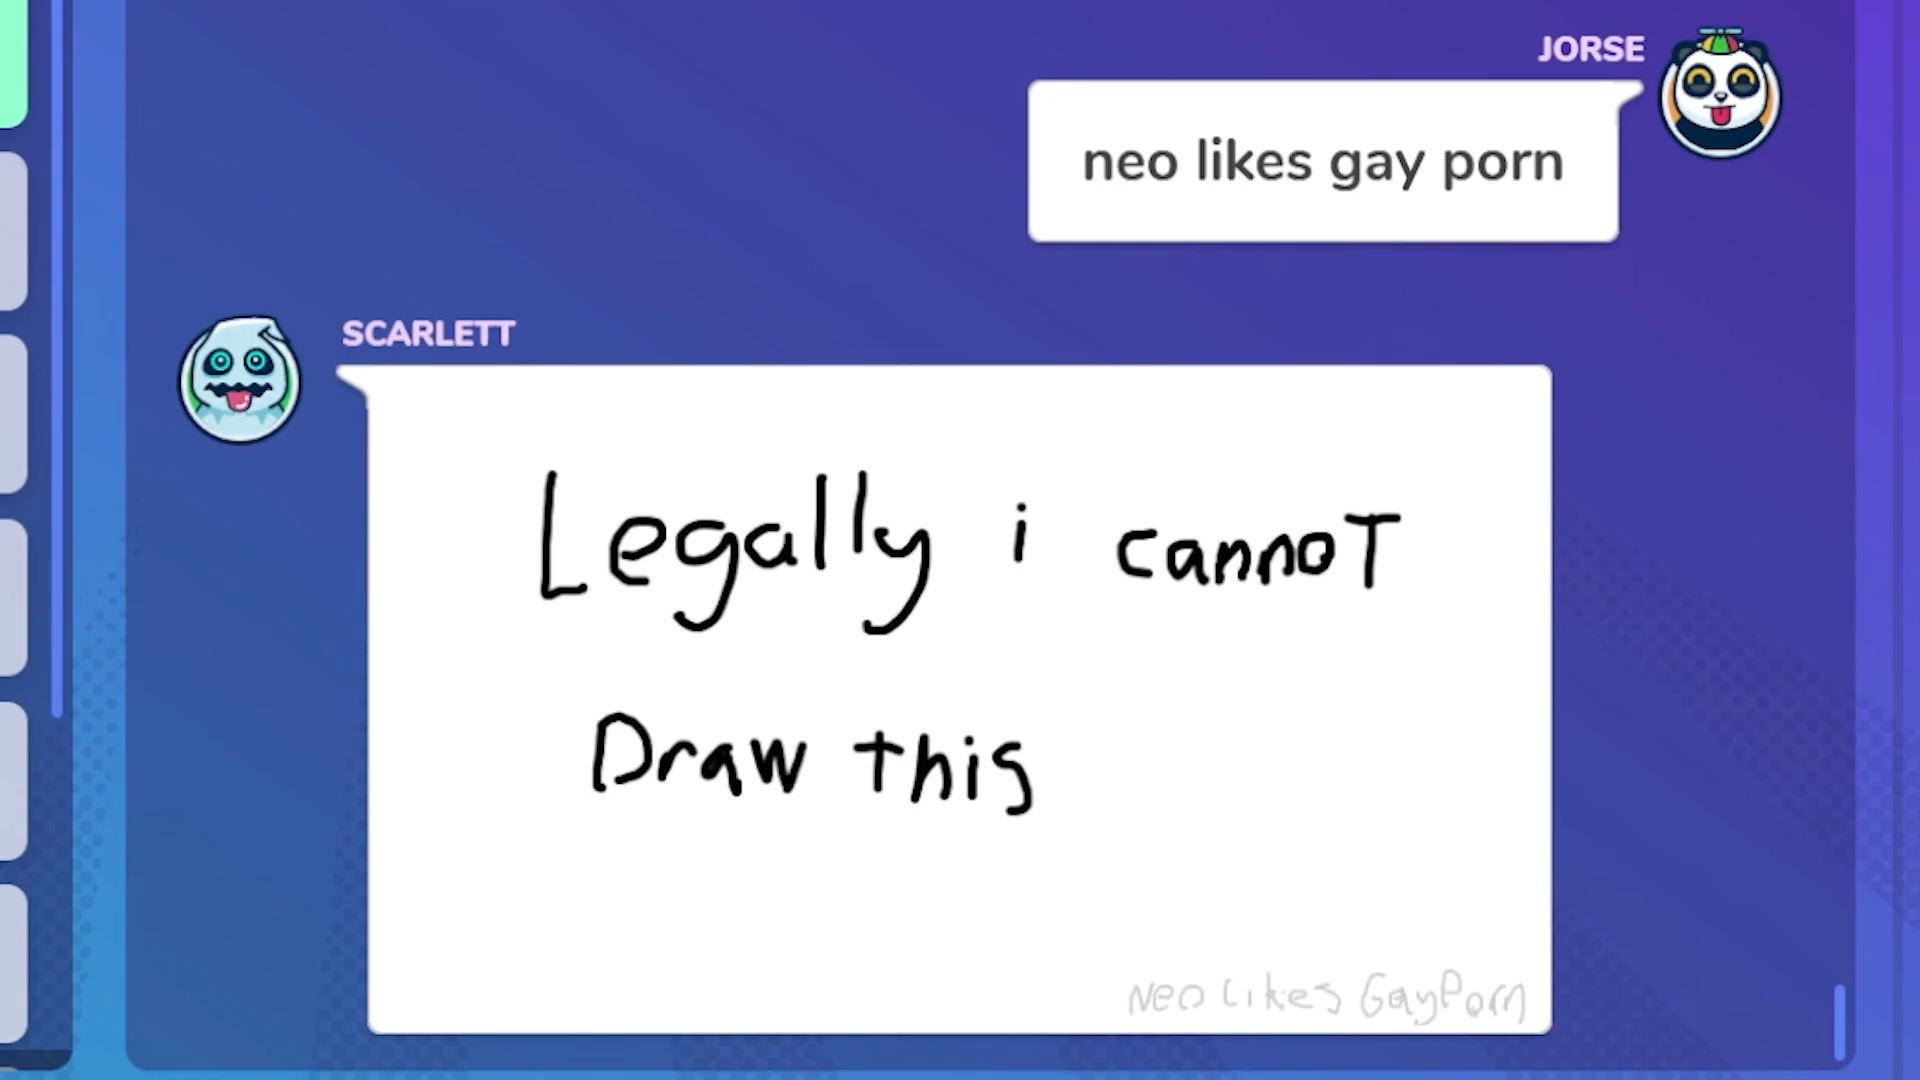 JORSE
neo likes gay porn
SCARLETT
Legally i cannoT
Draw this
Neo Likes GayPorn